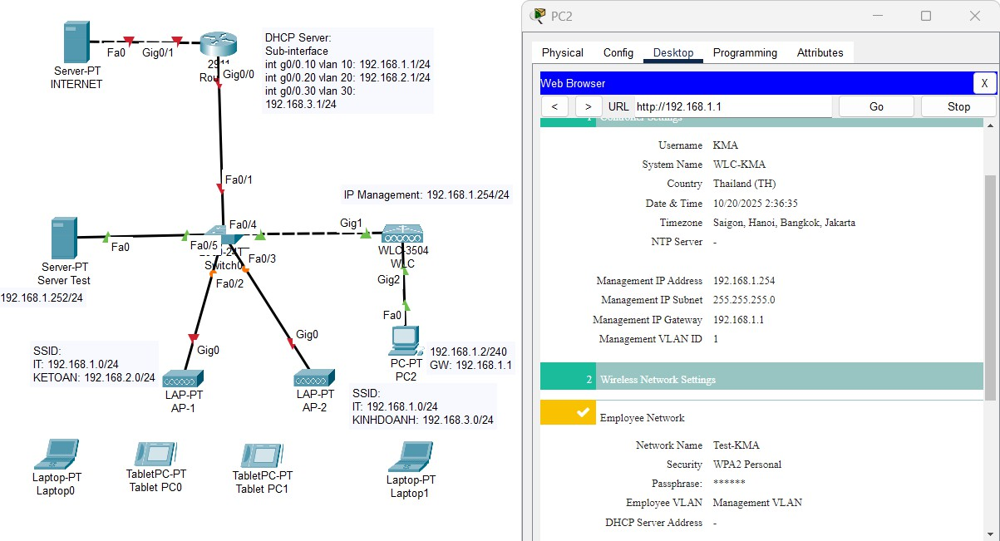 PC2
Physical
Config
Desktop
Programming
Attributes
Web Browser
X
<
>
URL
http://192.168.1.1
Go
Stop
1 Controller Settings
Username KMA
System Name WLC-KMA
Country Thailand (TH)
Date & Time 10/20/2025 2:36:35
Timezone Saigon, Hanoi, Bangkok, Jakarta
NTP Server -
Management IP Address 192.168.1.254
Management IP Subnet 255.255.255.0
Management IP Gateway 192.168.1.1
Management VLAN ID 1
2 Wireless Network Settings
Employee Network
Network Name Test-KMA
Security WPA2 Personal
Passphrase: ******
Employee VLAN Management VLAN
DHCP Server Address -
Fa0
Gig0/1
Server-PT
INTERNET
2911
Gig0/0
DHCP Server:
Sub-interface
int g0/0.10 vlan 10: 192.168.1.1/24
int g0/0.20 vlan 20: 192.168.2.1/24
int g0/0.30 vlan 30:
192.168.3.1/24
Fa0/1
IP Management: 192.168.1.254/24
Fa0/4
Gig1
Fa0
Fa0/5
WLC-3504
WLC
Server-PT
Server Test
192.168.1.252/24
Switch0
Fa0/3
Fa0/2
Gig2
Fa0
Gig0
Gig0
PC-PT
PC2
192.168.1.2/240
GW: 192.168.1.1
SSID:
IT: 192.168.1.0/24
KETOAN: 192.168.2.0/24
LAP-PT
AP-1
LAP-PT
AP-2
SSID:
IT: 192.168.1.0/24
KINHDOANH: 192.168.3.0/24
Laptop-PT
Laptop0
TabletPC-PT
Tablet PC0
TabletPC-PT
Tablet PC1
Laptop-PT
Laptop1